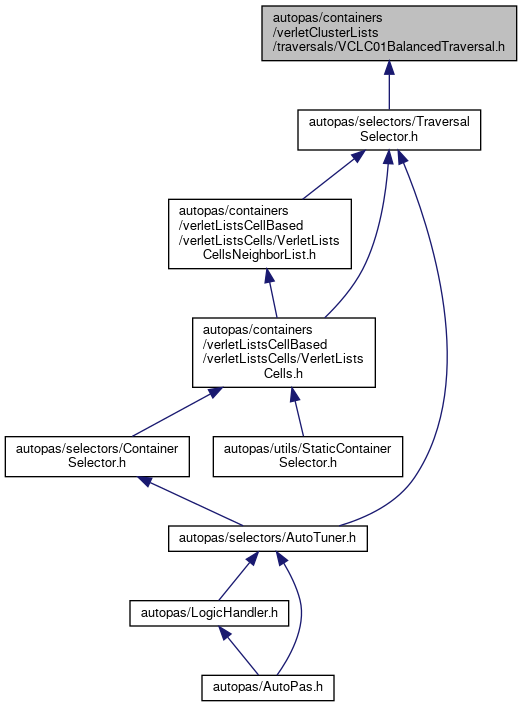 autopas/containers
/verletClusterLists
/traversals/VCLC01BalancedTraversal.h
autopas/selectors/Traversal
Selector.h
autopas/containers
/verletListsCellBased
/verletListsCells/VerletLists
CellsNeighborList.h
autopas/containers
/verletListsCellBased
/verletListsCells/VerletLists
Cells.h
autopas/selectors/Container
Selector.h
autopas/utils/StaticContainer
Selector.h
autopas/selectors/AutoTuner.h
autopas/LogicHandler.h
autopas/AutoPas.h